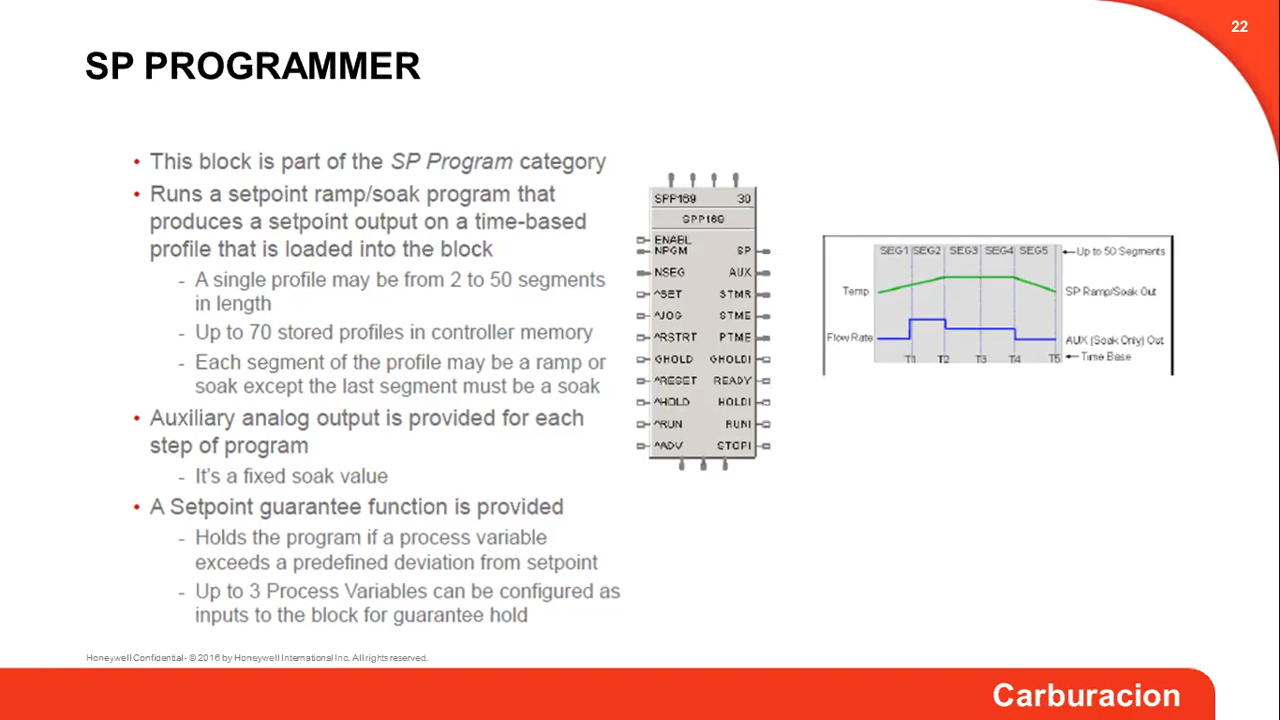 22
SP PROGRAMMER
• This block is part of the SP Program category
• Runs a setpoint ramp/soak program that
produces a setpoint output on a time-based
profile that is loaded into the block
- A single profile may be from 2 to 50 segments
in length
- Up to 70 stored profiles in controller memory
- Each segment of the profile may be a ramp or
soak except the last segment must be a soak
• Auxiliary analog output is provided for each
step of program
- It's a fixed soak value
• A Setpoint guarantee function is provided
- Holds the program if a process variable
exceeds a predefined deviation from setpoint
- Up to 3 Process Variables can be configured as
inputs to the block for guarantee hold
SPP169 30
SPP169
ENABL
NPGM SP
NSEG AUX
^SET STMR
^JOG STME
^RSTRT PTME
GHOLD GHOLDI
^RESET READY
^HOLD HOLDI
^RUN RUNI
^ADV STOPI
SEG1 SEG2 SEG3 SEG4 SEG5 Up to 50 Segments
Temp SP Ramp/Soak Out
Flow Rate AUX (Soak Only) Out
T1 T2 T3 T4 T5 Time Base
Honeywell Confidential - © 2016 by Honeywell International Inc. All rights reserved.
Carburacion